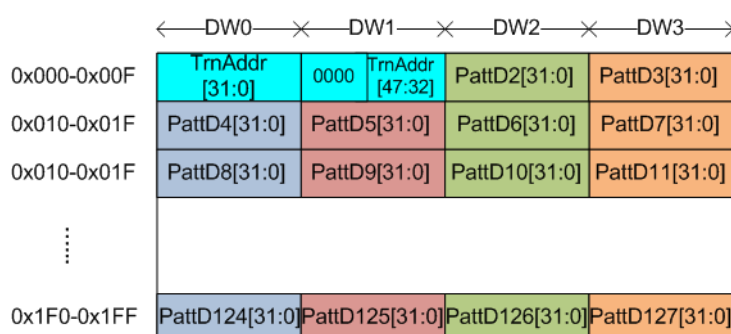 DW0 DW1 DW2 DW3
0x000-0x00F TrnAddr [31:0] 0000 TrnAddr [47:32] PattD2[31:0] PattD3[31:0]
0x010-0x01F PattD4[31:0] PattD5[31:0] PattD6[31:0] PattD7[31:0]
0x010-0x01F PattD8[31:0] PattD9[31:0] PattD10[31:0] PattD11[31:0]
0x1F0-0x1FF PattD124[31:0] PattD125[31:0] PattD126[31:0] PattD127[31:0]